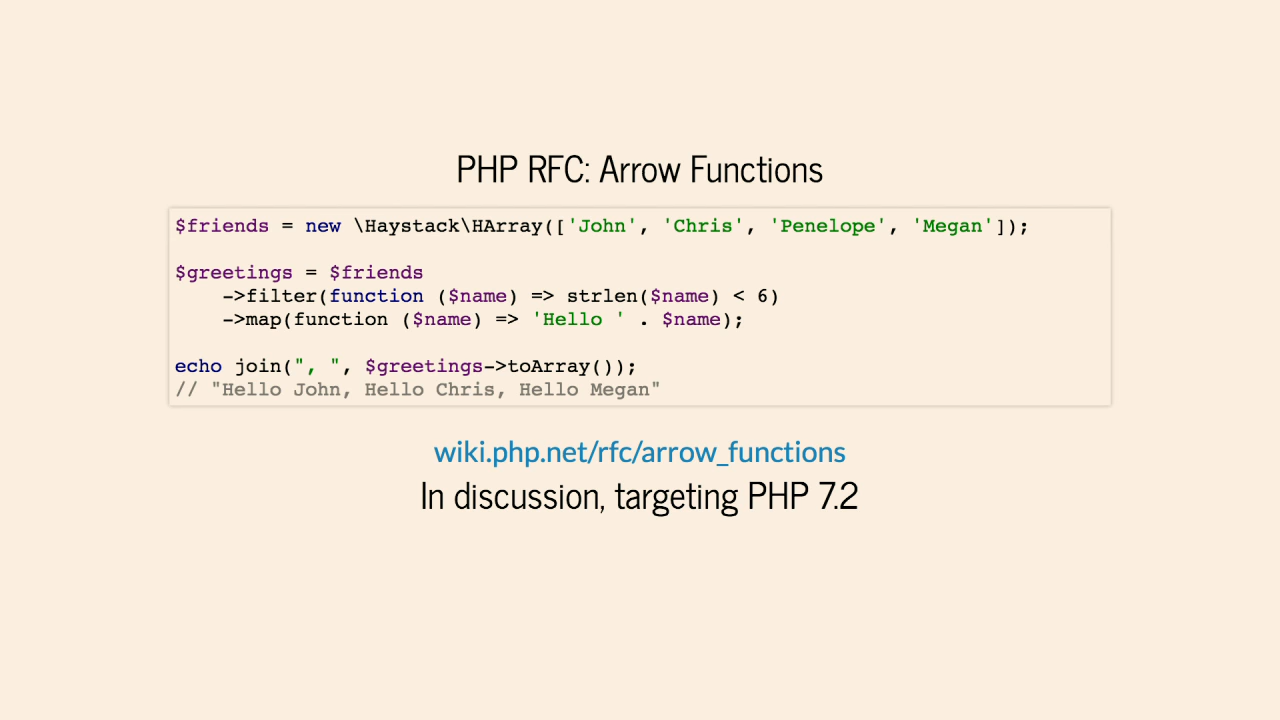 PHP RFC: Arrow Functions
$friends = new \Haystack\HArray(['John', 'Chris', 'Penelope', 'Megan']);
$greetings = $friends
    ->filter(function ($name) => strlen($name) < 6)
    ->map(function ($name) => 'Hello ' . $name);
echo join(", ", $greetings->toArray());
// "Hello John, Hello Chris, Hello Megan"
wiki.php.net/rfc/arrow_functions
In discussion, targeting PHP 7.2